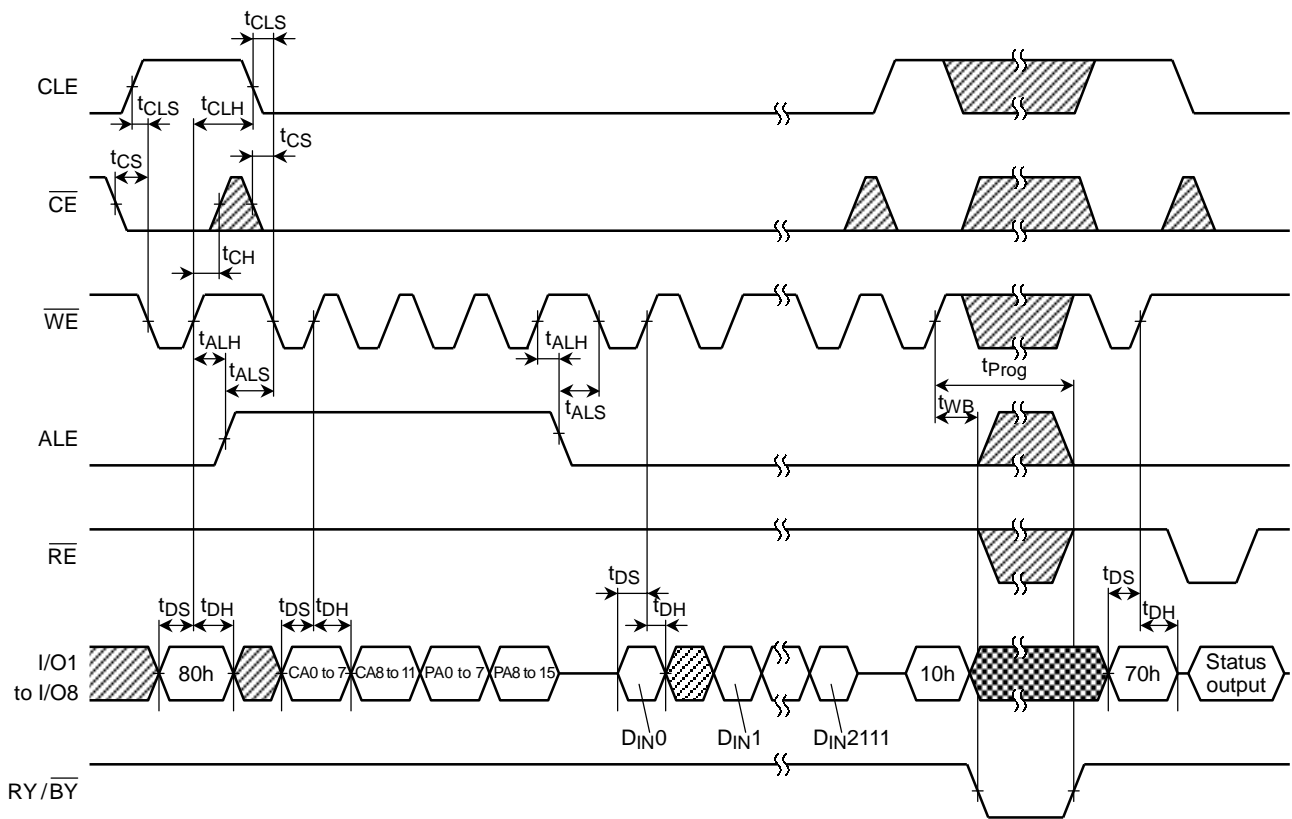 tCLS
CLE
tCLS
tCLH
tCS
tCS
CE
tCH
WE
tALH
tALH
tProg
tALS
tALS
tWB
ALE
RE
tDS
tDS
tDS
tDH
tDS
tDH
tDH
tDH
I/O1
to I/O8
80h
CA0 to 7
CA8 to 11
PA0 to 7
PA8 to 15
10h
70h
Status
output
DIN0
DIN1
DIN2111
RY/BY